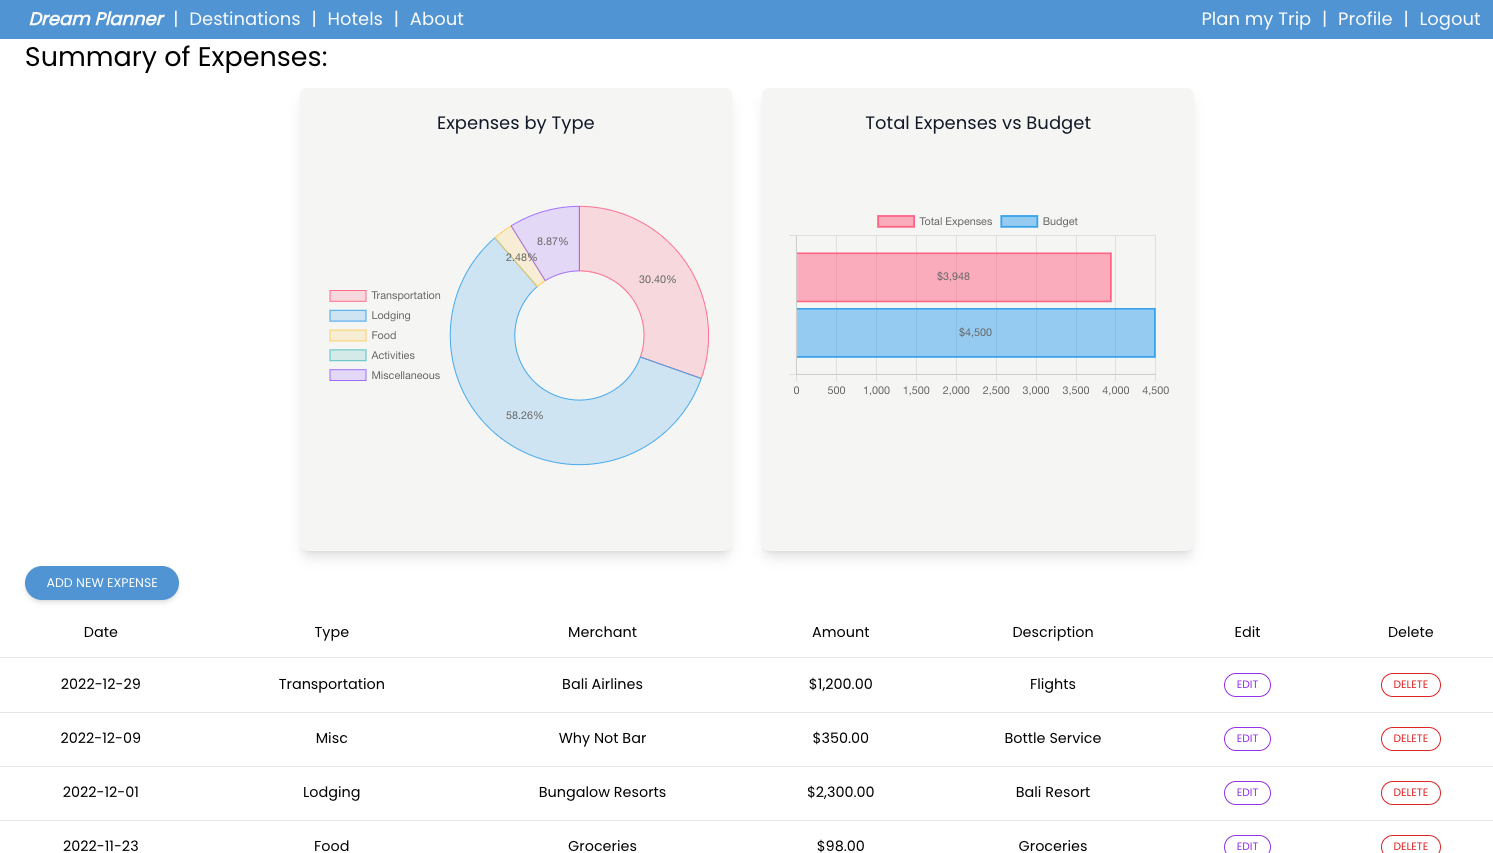 Dream Planner | Destinations | Hotels | About Plan my Trip | Profile | Logout
Summary of Expenses:
Expenses by Type
Transportation
Lodging
Food
Activities
Miscellaneous
8.87%
2.48%
30.40%
58.26%
Total Expenses vs Budget
Total Expenses Budget
$3,948
$4,500
0 500 1,000 1,500 2,000 2,500 3,000 3,500 4,000 4,500
ADD NEW EXPENSE
Date Type Merchant Amount Description Edit Delete
2022-12-29 Transportation Bali Airlines $1,200.00 Flights EDIT DELETE
2022-12-09 Misc Why Not Bar $350.00 Bottle Service EDIT DELETE
2022-12-01 Lodging Bungalow Resorts $2,300.00 Bali Resort EDIT DELETE
2022-11-23 Food Groceries $98.00 Groceries EDIT DELETE